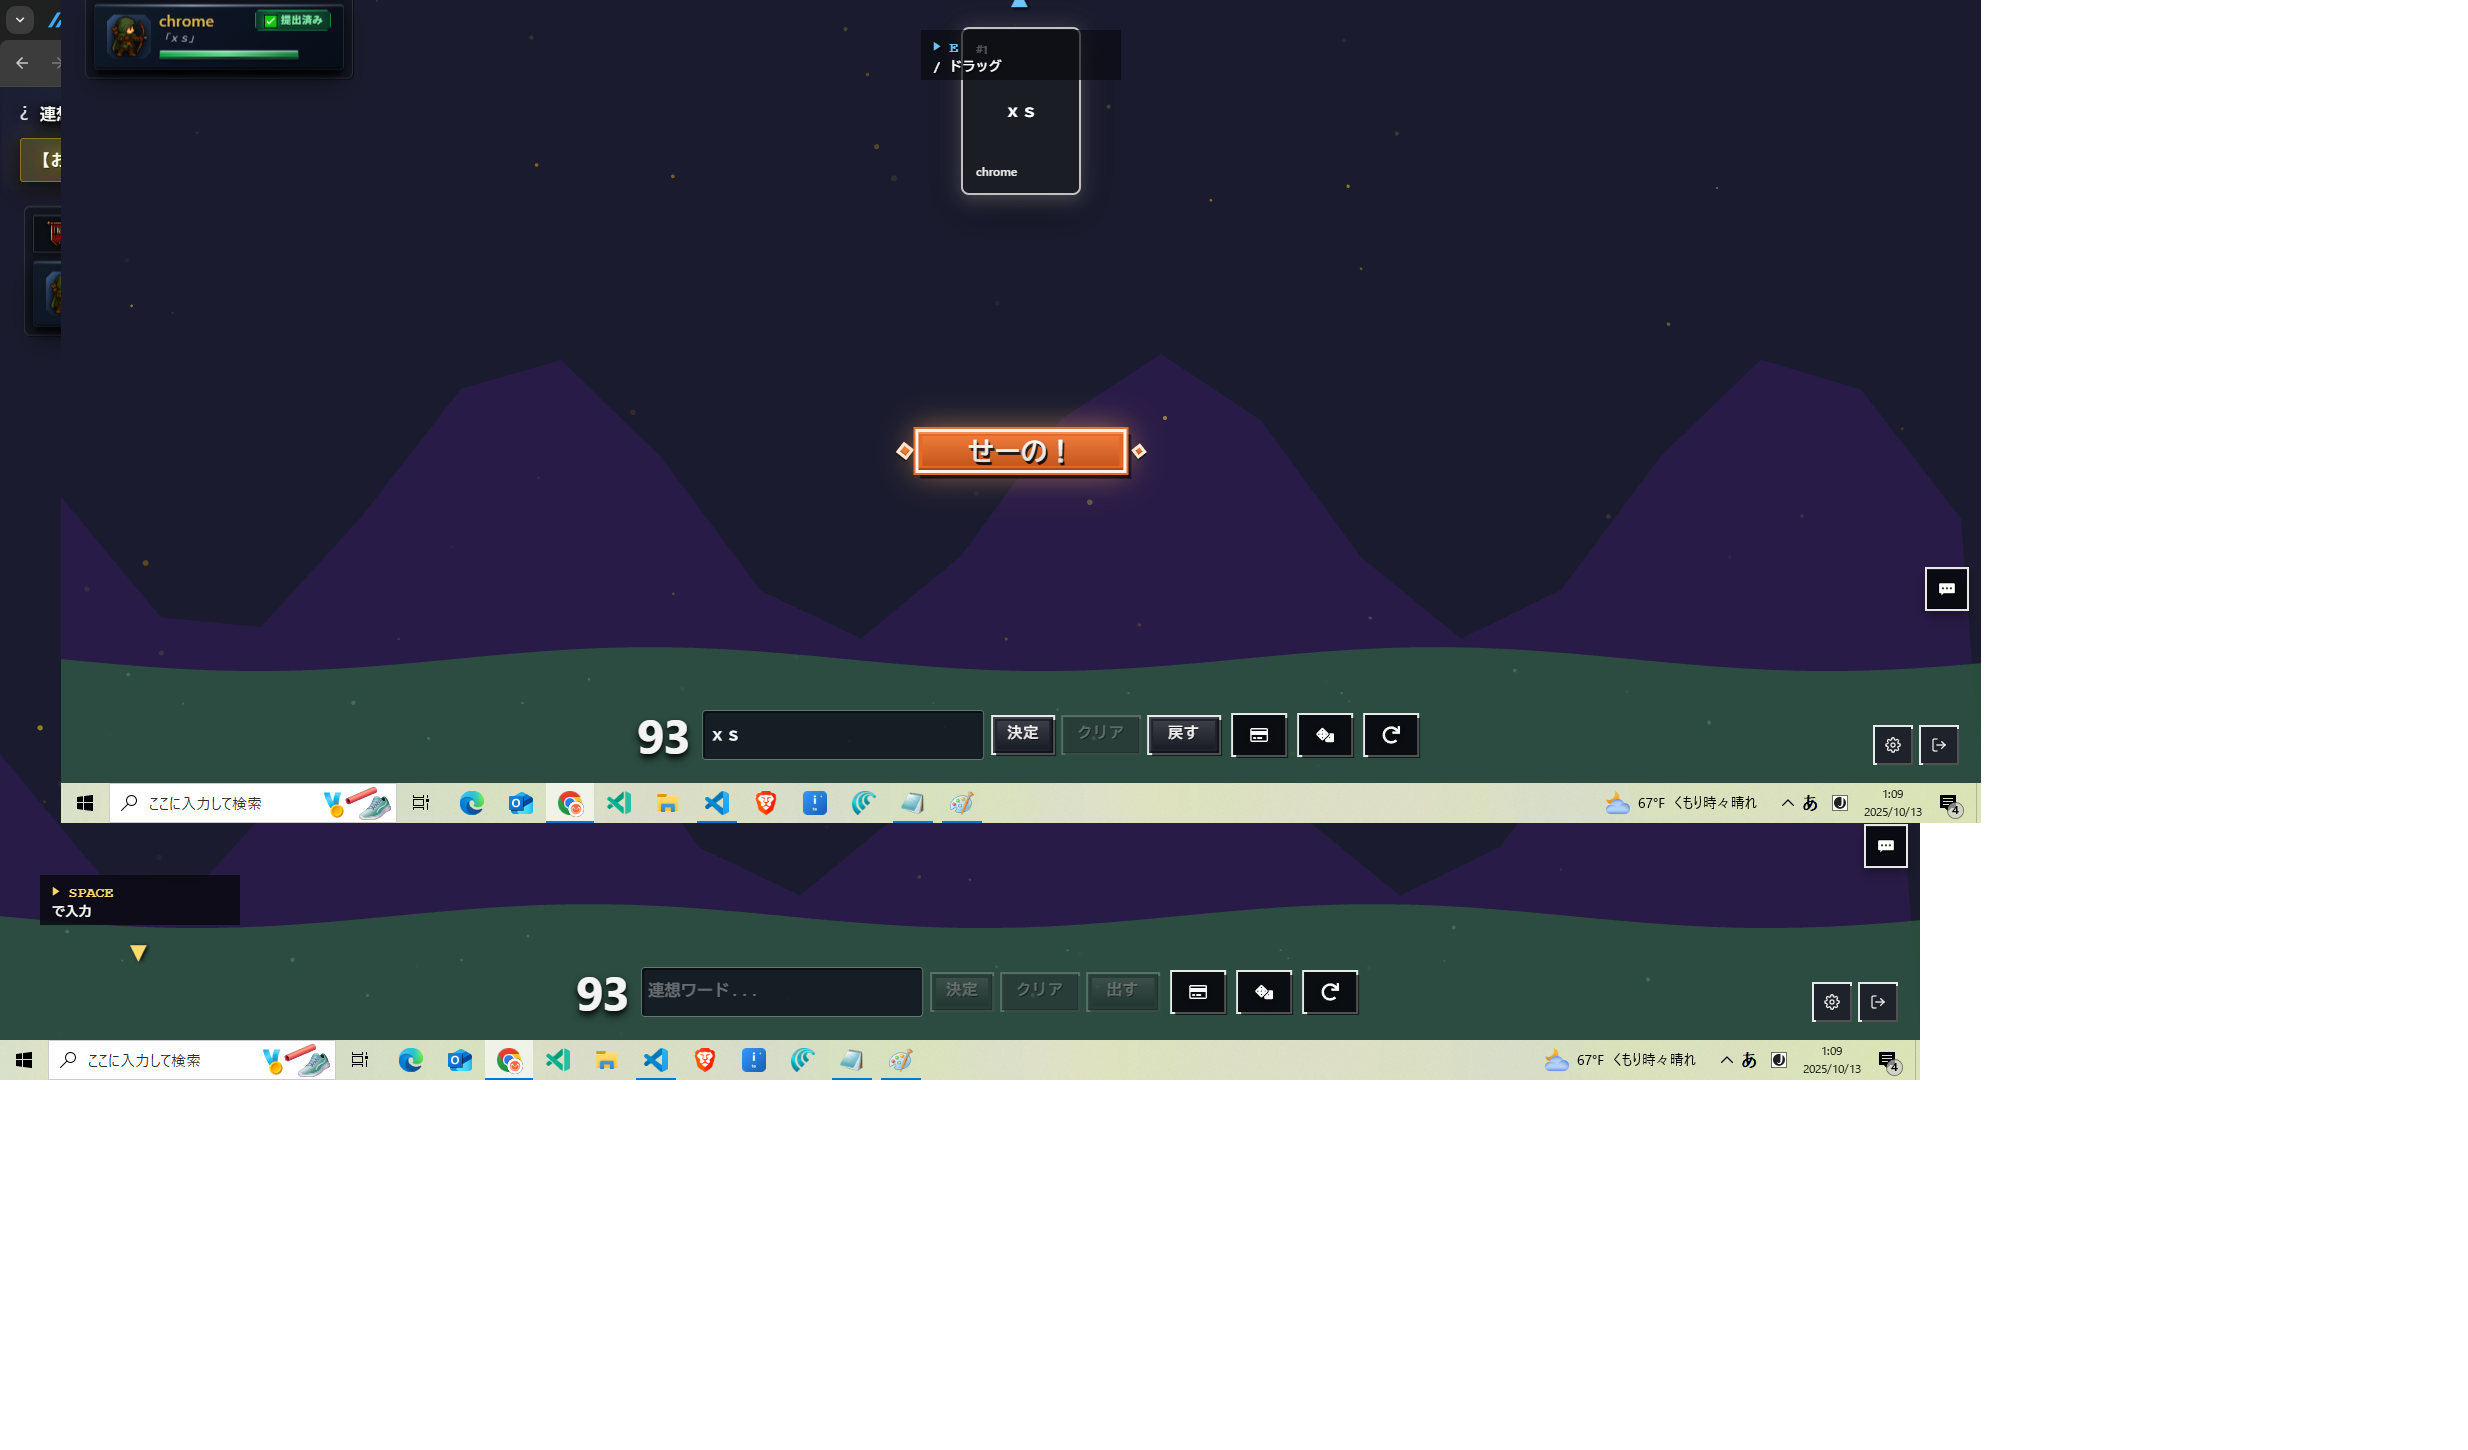 chrome
提出済み
「x s」
E
#1
/ ドラッグ
x s
chrome
¿ 連
【お
せーの！
93
x s
決定
クリア
戻す
ここに入力して検索
67°F くもり時々晴れ
あ
1:09
2025/10/13
4
SPACE
で入力
93
連想ワード...
決定
クリア
出す
ここに入力して検索
67°F くもり時々晴れ
あ
1:09
2025/10/13
4